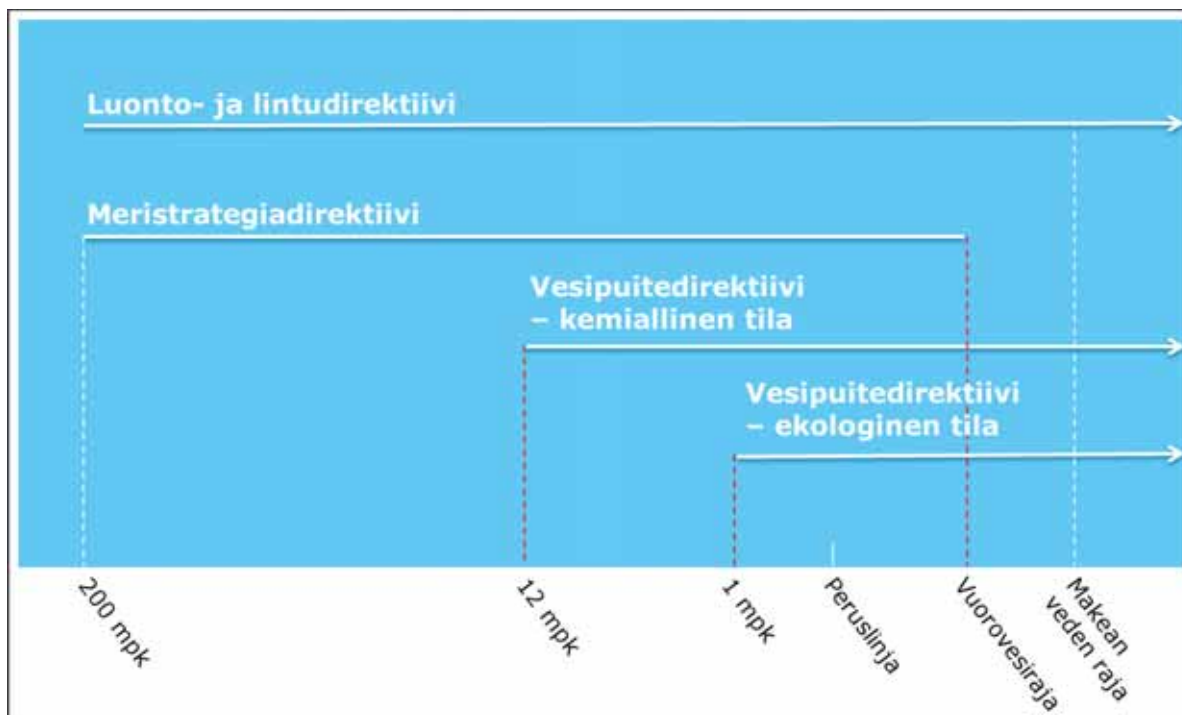 Luonto- ja lintudirektiivi
Meristrategiadirektiivi
Vesipuitedirektiivi
– kemiallinen tila
Vesipuitedirektiivi
– ekologinen tila
200 mpk
12 mpk
1 mpk
Peruslinja
Vuorovesiraja
Makean
veden raja